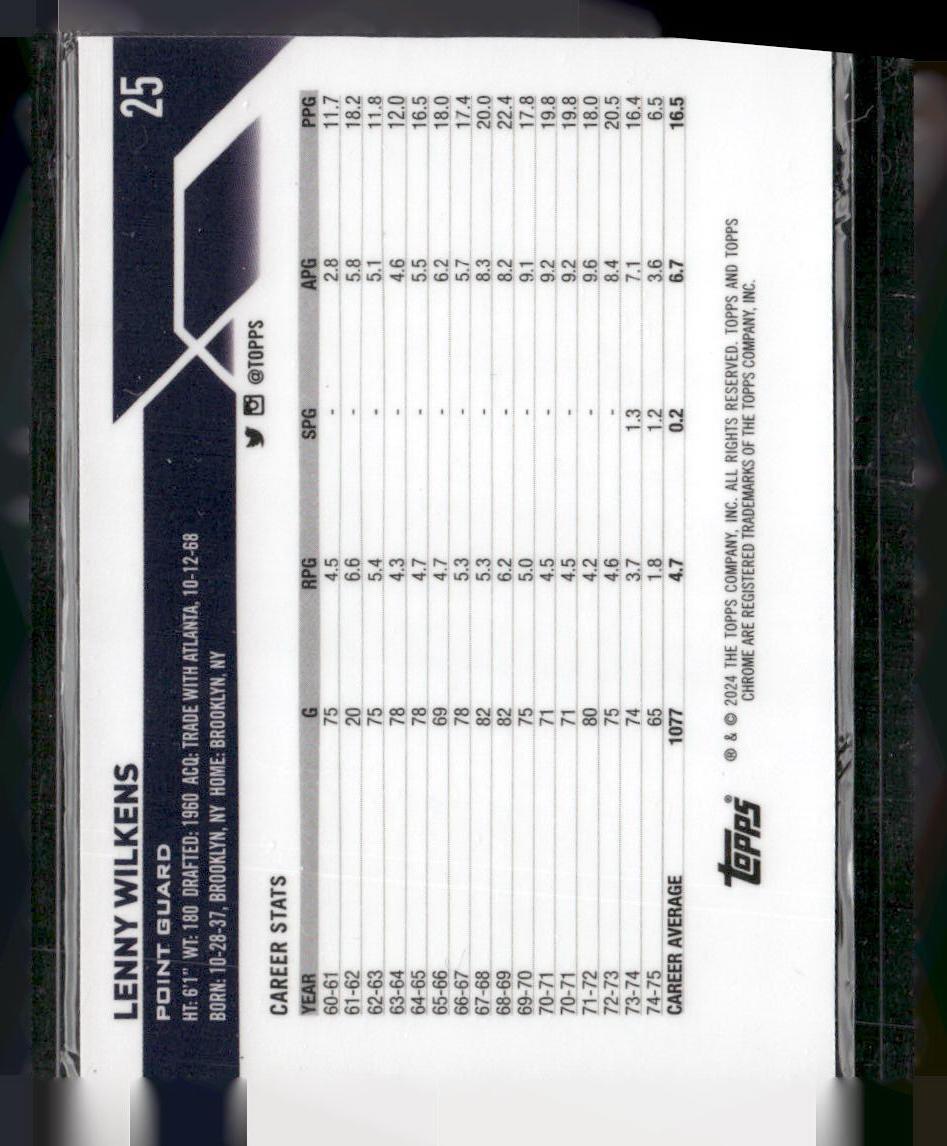 LENNY WILKENS 25
POINT GUARD
HT: 6'1" WT: 180 DRAFTED: 1960 ACQ: TRADE WITH ATLANTA, 10-12-68
BORN: 10-28-37, BROOKLYN, NY HOME: BROOKLYN, NY
@TOPPS
CAREER STATS
YEAR G RPG SPG APG PPG
60-61 75 4.5 - 2.8 11.7
61-62 20 6.6 - 5.8 18.2
62-63 75 5.4 - 5.1 11.8
63-64 78 4.3 - 4.6 12.0
64-65 78 4.7 - 5.5 16.5
65-66 69 4.7 - 6.2 18.0
66-67 78 5.3 - 5.7 17.4
67-68 82 5.3 - 8.3 20.0
68-69 82 6.2 - 8.2 22.4
69-70 75 5.0 - 9.1 17.8
70-71 71 4.5 - 9.2 19.8
70-71 71 4.5 - 9.2 19.8
71-72 80 4.2 - 9.6 18.0
72-73 75 4.6 - 8.4 20.5
73-74 74 3.7 1.3 7.1 16.4
74-75 65 1.8 1.2 3.6 6.5
CAREER AVERAGE 1077 4.7 0.2 6.7 16.5
topps®
® & © 2024 THE TOPPS COMPANY, INC. ALL RIGHTS RESERVED. TOPPS AND TOPPS
CHROME ARE REGISTERED TRADEMARKS OF THE TOPPS COMPANY, INC.